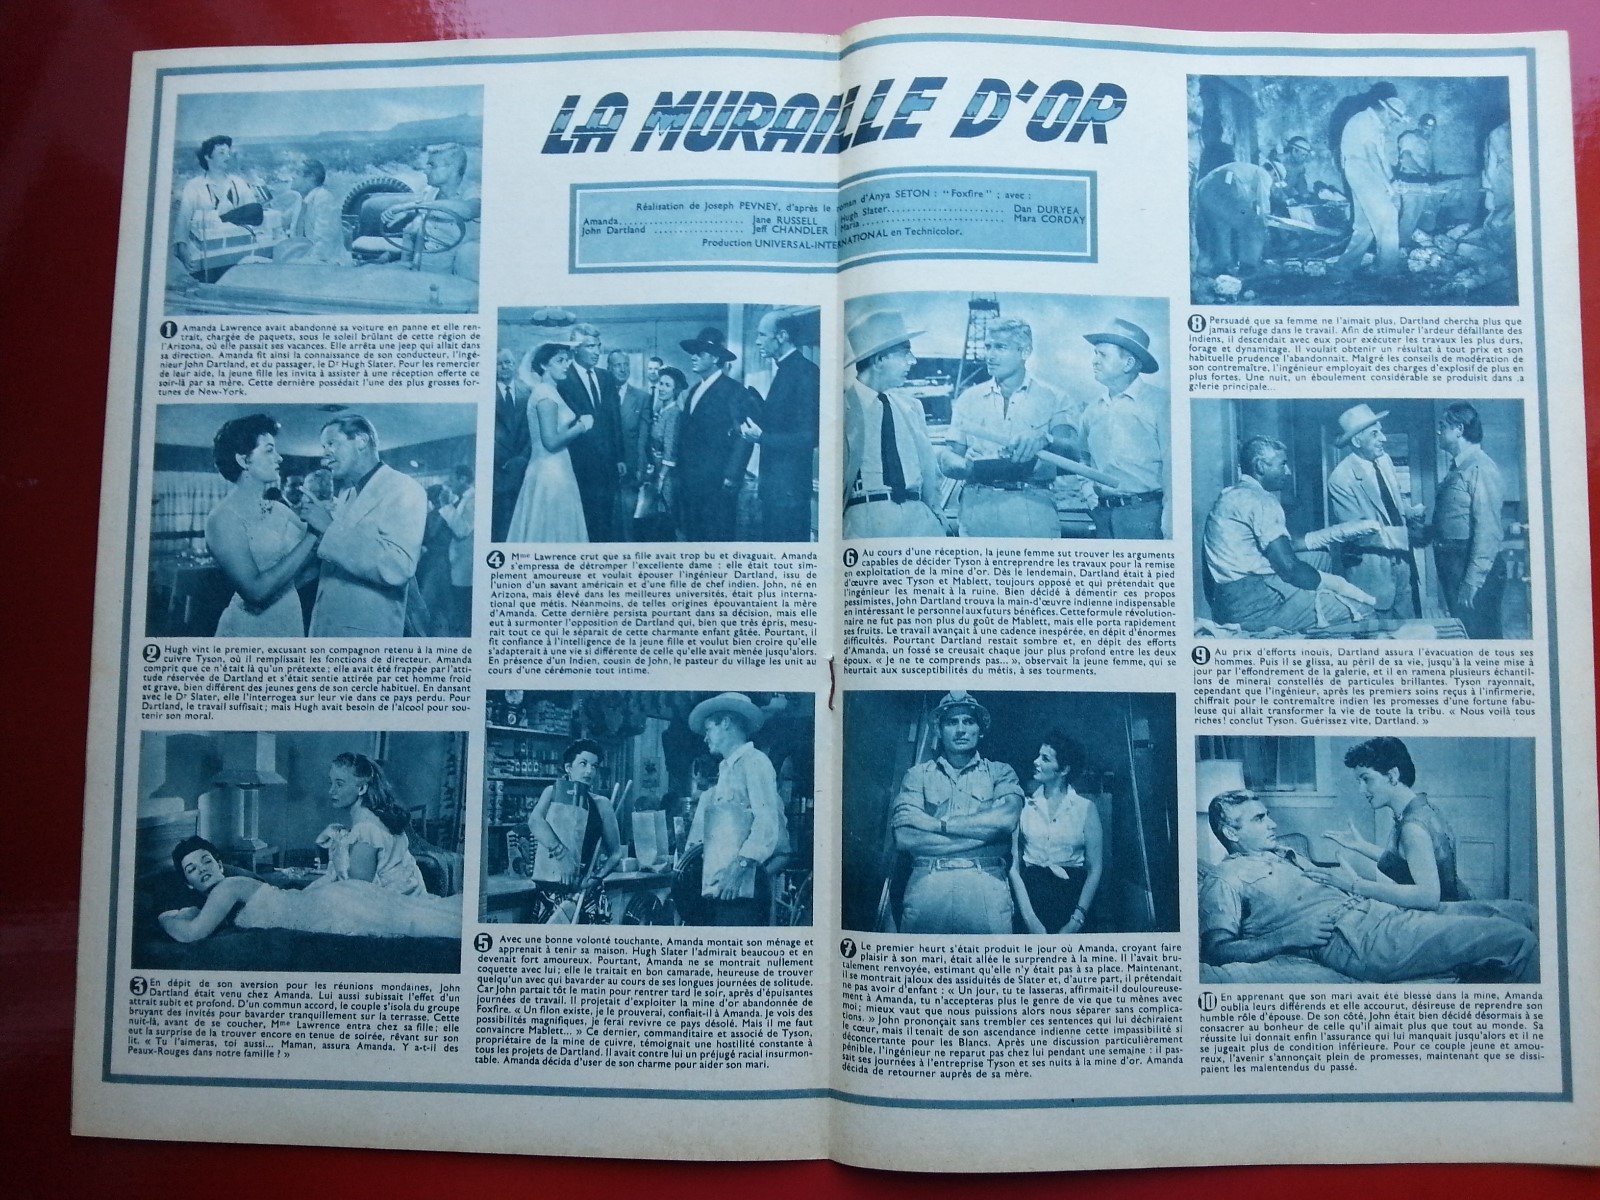 LA MURAILLE D'OR
Réalisation de Joseph PEVNEY, d'après le roman d'Anya SETON : "Foxfire" ; avec :
Amanda.............................. Jane RUSSELL
John Dartland .................. Jeff CHANDLER
Hugh Slater........................ Dan DURYEA
Maria .................................. Mara CORDAY
Production UNIVERSAL-INTERNATIONAL en Technicolor.
1 Amanda Lawrence avait abandonné sa voiture en panne et elle ren-
trait, chargée de paquets, sous le soleil brûlant de cette région de
l'Arizona, où elle passait ses vacances. Elle arrêta une jeep qui allait dans
sa direction. Amanda fit ainsi la connaissance de son conducteur, l'ingé-
nieur John Dartland, et du passager, le Dr Hugh Slater. Pour les remercier
de leur aide, la jeune fille les invita à assister à une réception offerte ce
soir-là par sa mère. Cette dernière possédait l'une des plus grosses for-
tunes de New-York.
2 Hugh vint le premier, excusant son compagnon retenu à la mine de
cuivre Tyson, où il remplissait les fonctions de directeur. Amanda
comprit que ce n'était là qu'un prétexte ; elle avait été frappée par l'atti-
tude réservée de Dartland et s'était sentie attirée par cet homme froid
et grave, bien différent des jeunes gens de son cercle habituel. En dansant
avec le Dr Slater, elle l'interrogea sur leur vie dans ce pays perdu. Pour
Dartland, le travail suffisait ; mais Hugh avait besoin de l'alcool pour sou-
tenir son moral.
3 En dépit de son aversion pour les réunions mondaines, John
Dartland était venu chez Amanda. Lui aussi subissait l'effet d'un
attrait subit et profond. D'un commun accord, le couple s'isola du groupe
bruyant des invités pour bavarder tranquillement sur la terrasse. Cette
nuit-là, avant de se coucher, Mme Lawrence entra chez sa fille ; elle
eut la surprise de la trouver encore en tenue de soirée, rêvant sur son
lit. « Tu l'aimeras, toi aussi... Maman, assura Amanda. Y a-t-il des
Peaux-Rouges dans notre famille ? »
4 Mme Lawrence crut que sa fille avait trop bu et divaguait. Amanda
s'empressa de détromper l'excellente dame : elle était tout sim-
plement amoureuse et voulait épouser l'ingénieur Dartland, issu de
l'union d'un savant américain et d'une fille de chef indien. John, né en
Arizona, mais élevé dans les meilleures universités, était plus interna-
tional que métis. Néanmoins, de telles origines épouvantaient la mère
d'Amanda. Cette dernière persista pourtant dans sa décision, mais elle
eut à surmonter l'opposition de Dartland qui, bien que très épris, mesu-
rait tout ce qui le séparait de cette charmante enfant gâtée. Pourtant, il
fit confiance à l'intelligence de la jeune fille et voulut bien croire qu'elle
s'adapterait à une vie si différente de celle qu'elle avait menée jusqu'alors.
En présence d'un Indien, cousin de John, le pasteur du village les unit au
cours d'une cérémonie tout intime.
5 Avec une bonne volonté touchante, Amanda montait son ménage et
apprenait à tenir sa maison. Hugh Slater l'admirait beaucoup et en
devenait fort amoureux. Pourtant, Amanda ne se montrait nullement
coquette avec lui ; elle le traitait en bon camarade, heureuse de trouver
quelqu'un avec qui bavarder au cours de ses longues journées de solitude.
Car John partait tôt le matin pour rentrer tard le soir, après d'épuisantes
journées de travail. Il projetait d'exploiter la mine d'or abandonnée de
Foxfire. « Un filon existe, je le prouverai, confiait-il à Amanda. Je vois des
possibilités magnifiques, je ferai revivre ce pays désolé. Mais il me faut
convaincre Mablett... » Ce dernier, commanditaire et associé de Tyson,
propriétaire de la mine de cuivre, témoignait une hostilité constante à
tous les projets de Dartland. Il avait contre lui un préjugé racial insurmon-
table. Amanda décida d'user de son charme pour aider son mari.
6 Au cours d'une réception, la jeune femme sut trouver les arguments
capables de décider Tyson à entreprendre les travaux pour la remise
en exploitation de la mine d'or. Dès le lendemain, Dartland était à pied
d'œuvre avec Tyson et Mablett, toujours opposé et qui prétendait que
l'ingénieur les menait à la ruine. Bien décidé à démentir ces propos
pessimistes, John Dartland trouva la main-d'œuvre indienne indispensable
en intéressant le personnel aux futurs bénéfices. Cette formule révolution-
naire ne fut pas non plus du goût de Mablett, mais elle porta rapidement
ses fruits. Le travail avançait à une cadence inespérée, en dépit d'énormes
difficultés. Pourtant Dartland restait sombre et, en dépit des efforts
d'Amanda, un fossé se creusait chaque jour plus profond entre les deux
époux. « Je ne te comprends pas... », observait la jeune femme, qui se
heurtait aux susceptibilités du métis, à ses tourments.
7 Le premier heurt s'était produit le jour où Amanda, croyant faire
plaisir à son mari, était allée le surprendre à la mine. Il l'avait bru-
talement renvoyée, estimant qu'elle n'y était pas à sa place. Maintenant,
il se montrait jaloux des assiduités de Slater et, d'autre part, il prétendait
ne pas avoir d'enfant : « Un jour, tu te lasseras, affirmait-il douloureuse-
ment à Amanda, tu n'accepteras plus le genre de vie que tu mènes avec
moi ; mieux vaut que nous puissions alors nous séparer sans complica-
tions. » John prononçait sans trembler ces sentences qui lui déchiraient
le cœur, mais il tenait de son ascendance indienne cette impassibilité si
déconcertante pour les Blancs. Après une discussion particulièrement
pénible, l'ingénieur ne reparut pas chez lui pendant une semaine : il pas-
sait ses journées à l'entreprise Tyson et ses nuits à la mine d'or. Amanda
décida de retourner auprès de sa mère.
8 Persuadé que sa femme ne l'aimait plus, Dartland chercha plus que
jamais refuge dans le travail. Afin de stimuler l'ardeur défaillante des
Indiens, il descendait avec eux pour exécuter les travaux les plus durs,
forage et dynamitage. Il voulait obtenir un résultat à tout prix et son
habituelle prudence l'abandonnait. Malgré les conseils de modération de
son contremaître, l'ingénieur employait des charges d'explosif de plus en
plus fortes. Une nuit, un éboulement considérable se produisit dans la
galerie principale...
9 Au prix d'efforts inouïs, Dartland assura l'évacuation de tous ses
hommes. Puis il se glissa, au péril de sa vie, jusqu'à la veine mise à
jour par l'effondrement de la galerie, et il en ramena plusieurs échantil-
lons de minerai constellés de particules brillantes. Tyson rayonnait,
cependant que l'ingénieur, après les premiers soins reçus à l'infirmerie,
chiffrait pour le contremaître indien les promesses d'une fortune fabu-
leuse qui allait transformer la vie de toute la tribu. « Nous voilà tous
riches ! conclut Tyson. Guérissez vite, Dartland. »
10 En apprenant que son mari avait été blessé dans la mine, Amanda
oublia leurs différends et elle accourut, désireuse de reprendre son
humble rôle d'épouse. De son côté, John était bien décidé désormais à se
consacrer au bonheur de celle qu'il aimait plus que tout au monde. Sa
réussite lui donnait enfin l'assurance qui lui manquait jusqu'alors et il ne
se jugeait plus de condition inférieure. Pour ce couple jeune et amou-
reux, l'avenir s'annonçait plein de promesses, maintenant que se dissi-
paient les malentendus du passé.